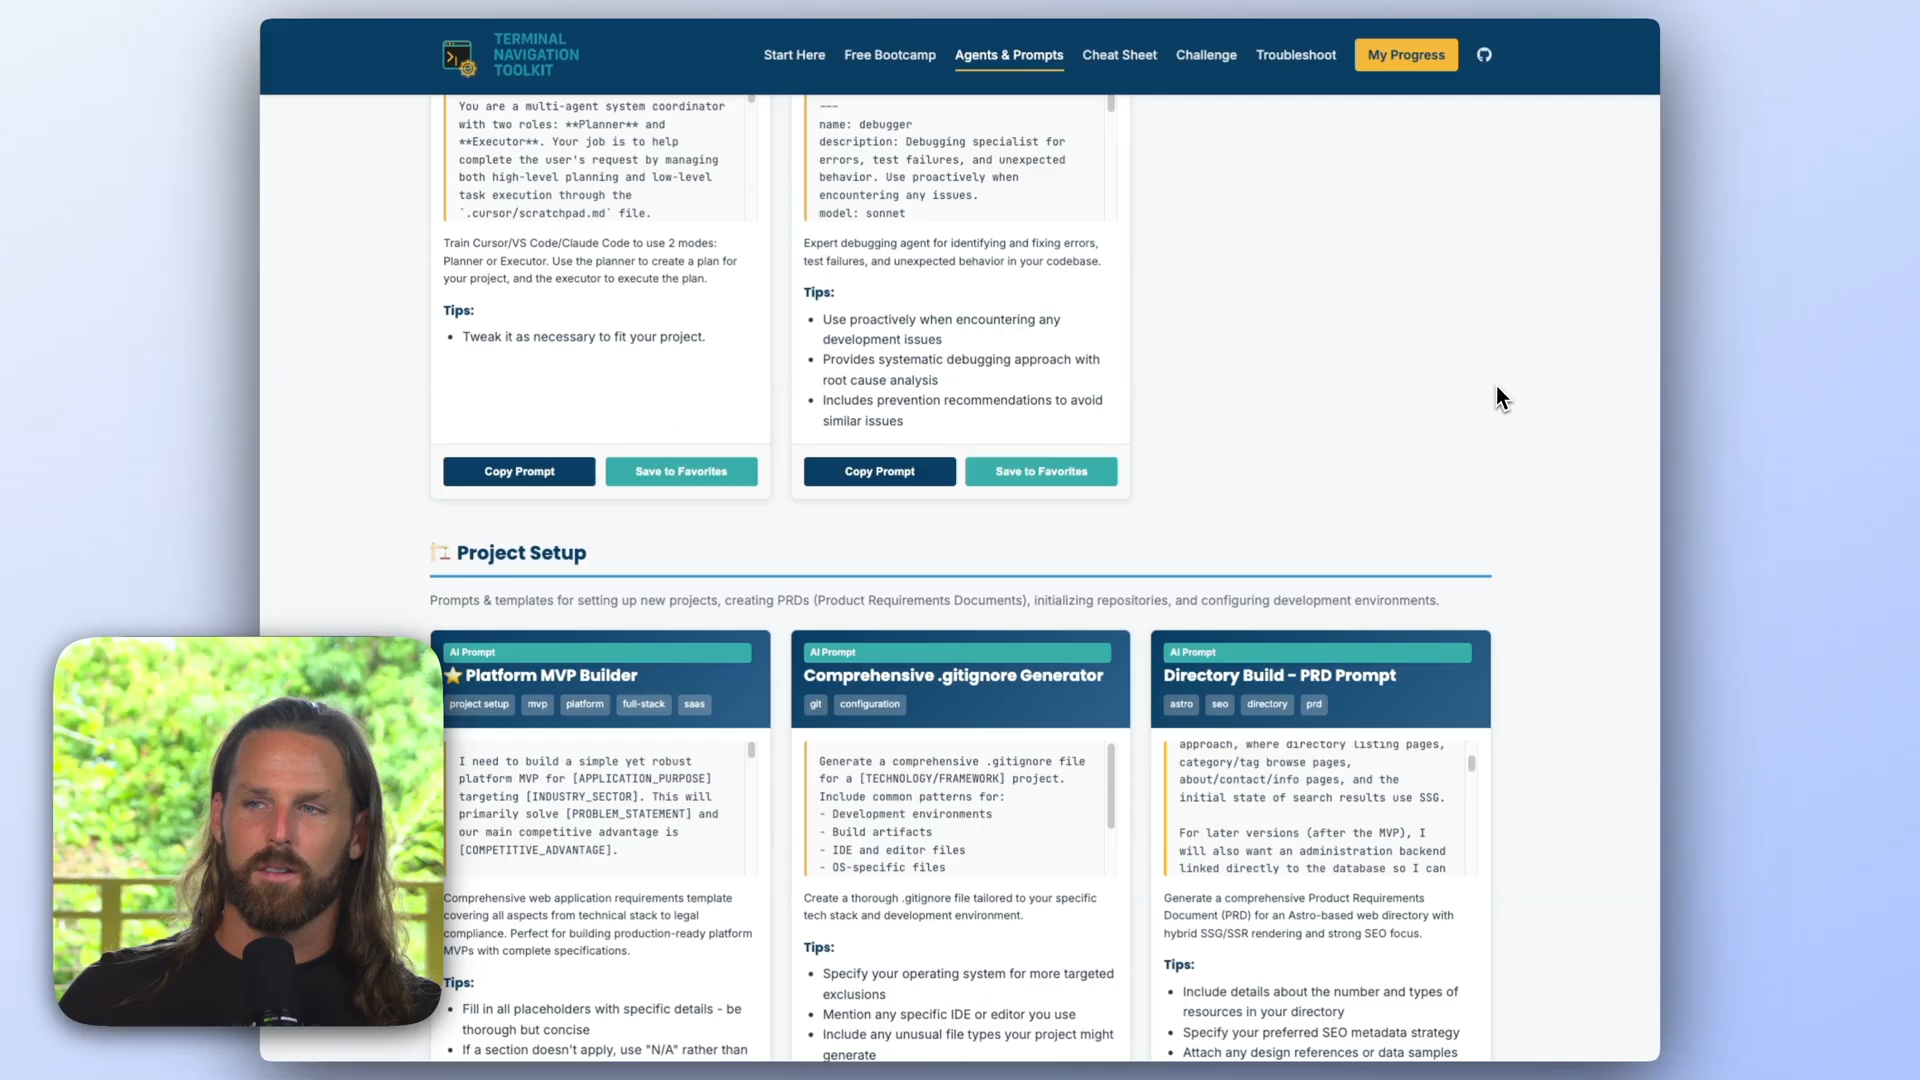 TERMINAL
NAVIGATION
TOOLKIT
Start Here
Free Bootcamp
Agents & Prompts
Cheat Sheet
Challenge
Troubleshoot
My Progress
You are a multi-agent system coordinator
with two roles: **Planner** and
**Executor**. Your job is to help
complete the user's request by managing
both high-level planning and low-level
task execution through the
`.cursor/scratchpad.md` file.
Train Cursor/VS Code/Claude Code to use 2 modes:
Planner or Executor. Use the planner to create a plan for
your project, and the executor to execute the plan.
Tips:
• Tweak it as necessary to fit your project.
Copy Prompt
Save to Favorites
---
name: debugger
description: Debugging specialist for
errors, test failures, and unexpected
behavior. Use proactively when
encountering any issues.
model: sonnet
Expert debugging agent for identifying and fixing errors,
test failures, and unexpected behavior in your codebase.
Tips:
• Use proactively when encountering any
development issues
• Provides systematic debugging approach with
root cause analysis
• Includes prevention recommendations to avoid
similar issues
Copy Prompt
Save to Favorites
Project Setup
Prompts & templates for setting up new projects, creating PRDs (Product Requirements Documents), initializing repositories, and configuring development environments.
AI Prompt
⭐ Platform MVP Builder
project setup
mvp
platform
full-stack
saas
I need to build a simple yet robust
platform MVP for [APPLICATION_PURPOSE]
targeting [INDUSTRY_SECTOR]. This will
primarily solve [PROBLEM_STATEMENT] and
our main competitive advantage is
[COMPETITIVE_ADVANTAGE].
Comprehensive web application requirements template
covering all aspects from technical stack to legal
compliance. Perfect for building production-ready platform
MVPs with complete specifications.
Tips:
• Fill in all placeholders with specific details - be
thorough but concise
• If a section doesn't apply, use "N/A" rather than
AI Prompt
Comprehensive .gitignore Generator
git
configuration
Generate a comprehensive .gitignore file
for a [TECHNOLOGY/FRAMEWORK] project.
Include common patterns for:
- Development environments
- Build artifacts
- IDE and editor files
- OS-specific files
Create a thorough .gitignore file tailored to your specific
tech stack and development environment.
Tips:
• Specify your operating system for more targeted
exclusions
• Mention any specific IDE or editor you use
• Include any unusual file types your project might
generate
AI Prompt
Directory Build - PRD Prompt
astro
seo
directory
prd
approach, where directory listing pages,
category/tag browse pages,
about/contact/info pages, and the
initial state of search results use SSG.
For later versions (after the MVP), I
will also want an administration backend
linked directly to the database so I can
Generate a comprehensive Product Requirements
Document (PRD) for an Astro-based web directory with
hybrid SSG/SSR rendering and strong SEO focus.
Tips:
• Include details about the number and types of
resources in your directory
• Specify your preferred SEO metadata strategy
• Attach any design references or data samples